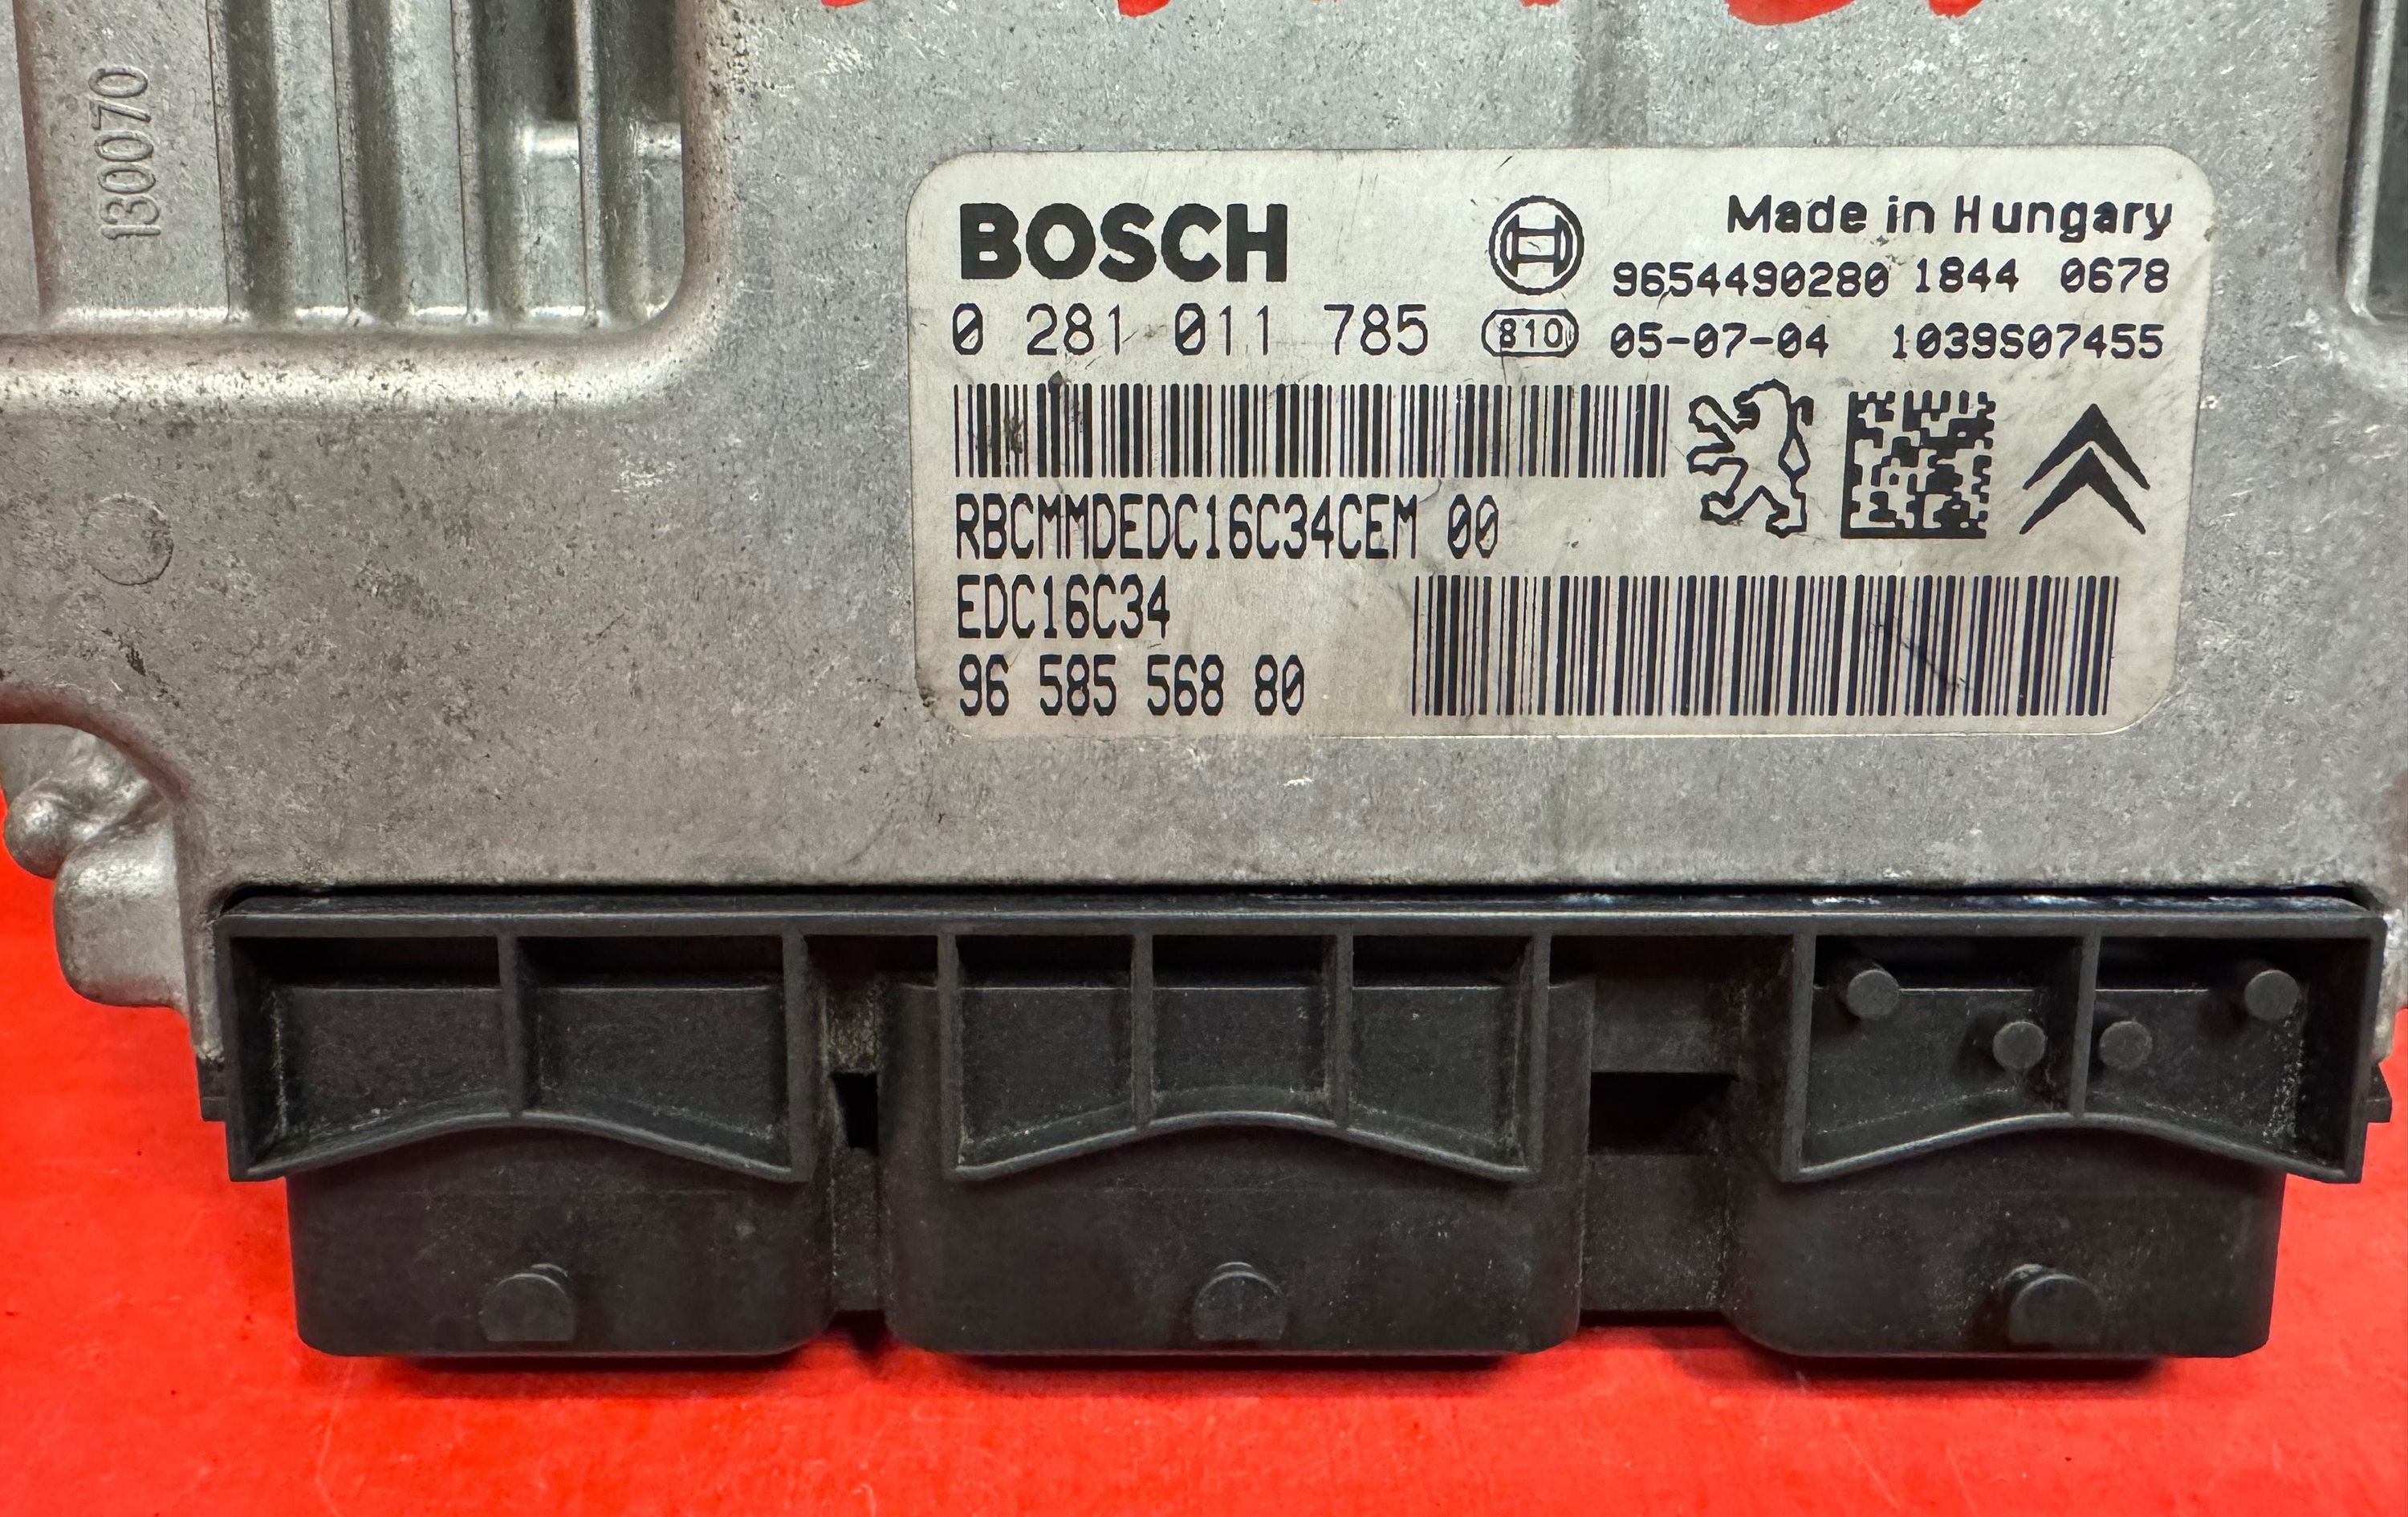 130070
BOSCH
Made in Hungary
9654490280 1844 0678
0 281 011 785
810
05-07-04 1039S07455
RBCMMDEDC16C34CEM 00
EDC16C34
96 585 568 80